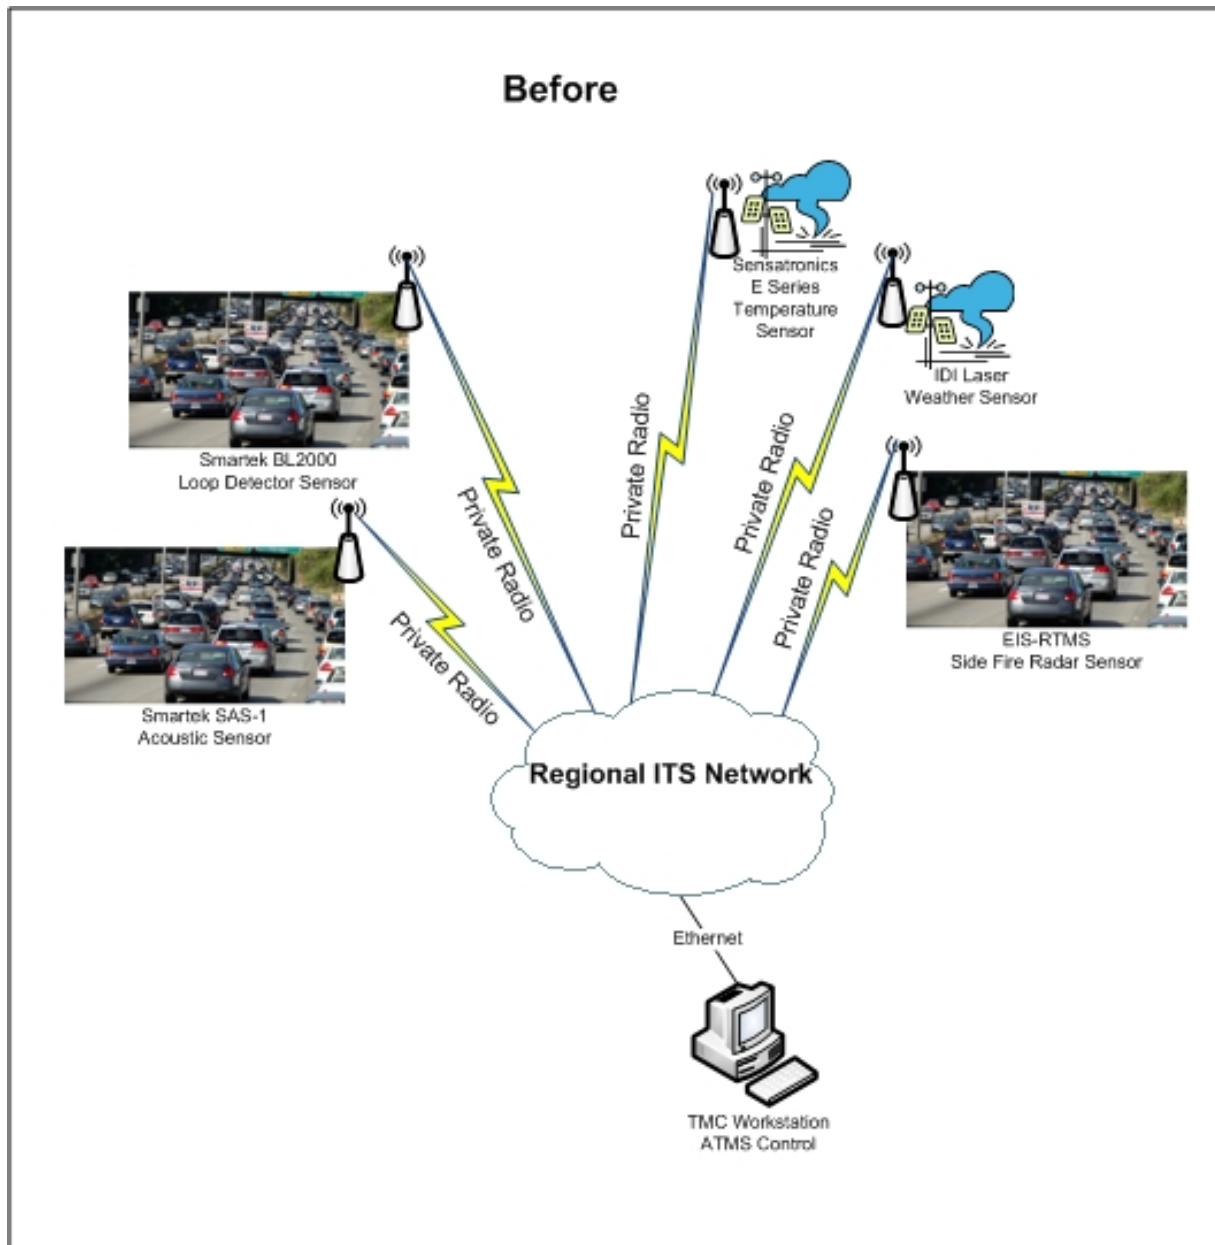 Before
Sensatronics
E Series
Temperature
Sensor
IDI Laser
Weather Sensor
Smartek BL2000
Loop Detector Sensor
Private Radio
Private Radio
Private Radio
Private Radio
Private Radio
EIS-RTMS
Side Fire Radar Sensor
Smartek SAS-1
Acoustic Sensor
Regional ITS Network
Ethernet
TMC Workstation
ATMS Control